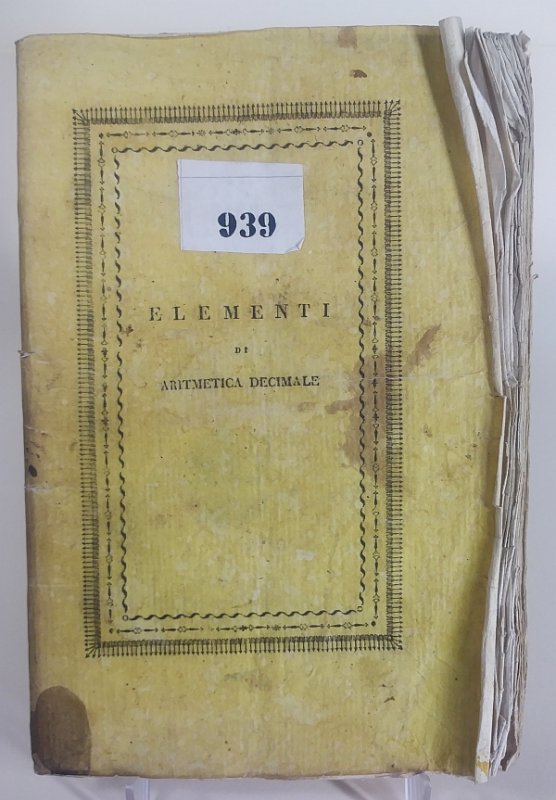 939
ELEMENTI
DI
ARITMETICA DECIMALE